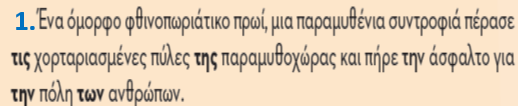 1. Ένα όμορφο φθινοπωριάτικο πρωί, μια παραμυθένια συντροφιά πέρασε
τις χορταριασμένες πύλες της παραμυθοχώρας και πήρε την άσφαλτο για
την πόλη των ανθρώπων.